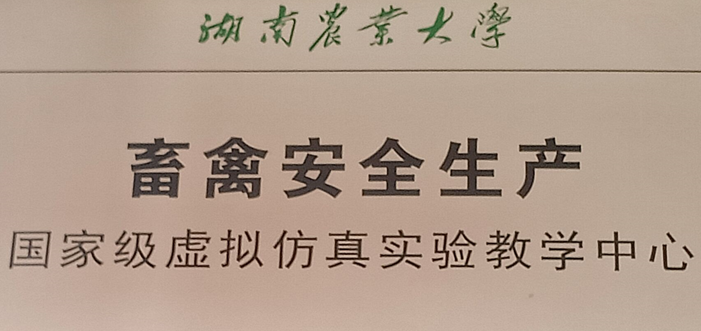 湖南农業大學
畜禽安全生产
国家级虚拟仿真实验教学中心